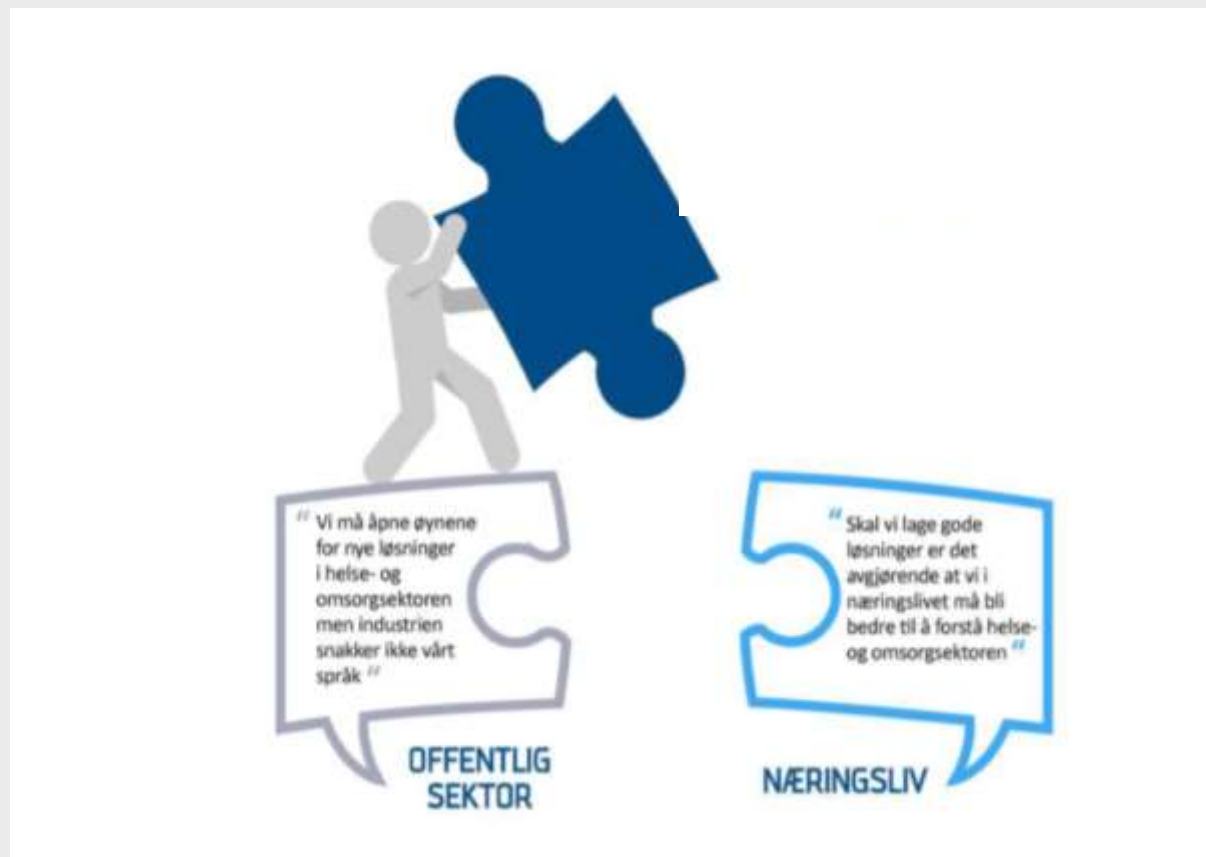 “ Vi må åpne øynene
for nye løsninger
i helse- og
omsorgsektoren
men industrien
snakker ikke vårt
språk “
OFFENTLIG
SEKTOR
“ Skal vi lage gode
løsninger er det
avgjørende at vi i
næringslivet må bli
bedre til å forstå helse-
og omsorgsektoren “
NÆRINGSLIV